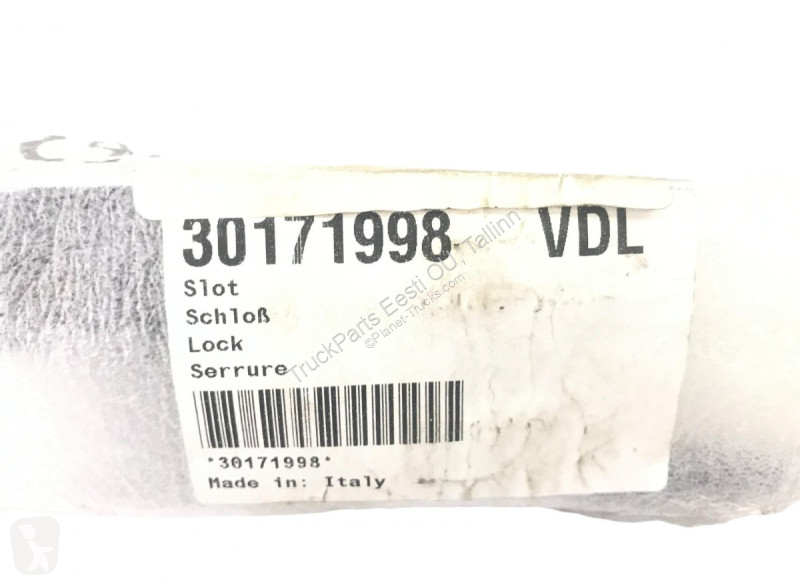 30171998 VDL
Slot
Schloß
Lock
Serrure
*30171998*
Made in: Italy
TruckParts Eesti OÜ, Tallinn
©Planet-Trucks.com